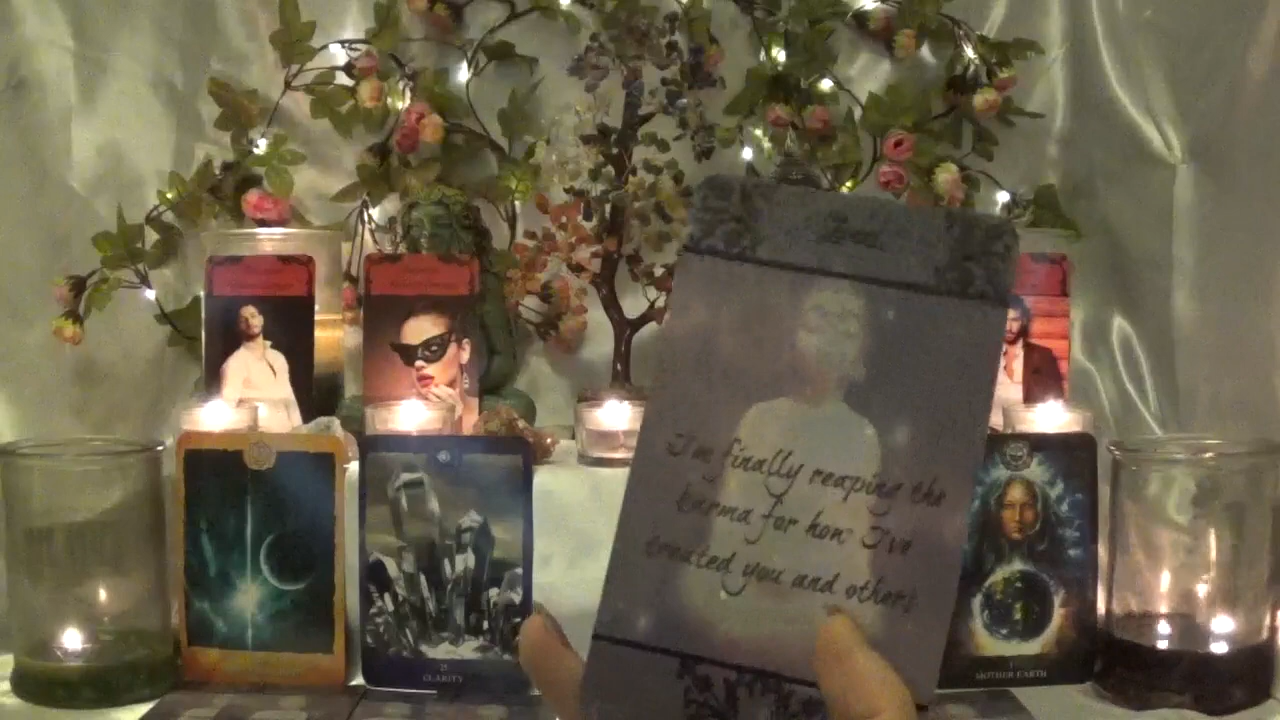 I'm finally reaping the
karma for how I've
treated you and others
CLARITY
MOTHER EARTH